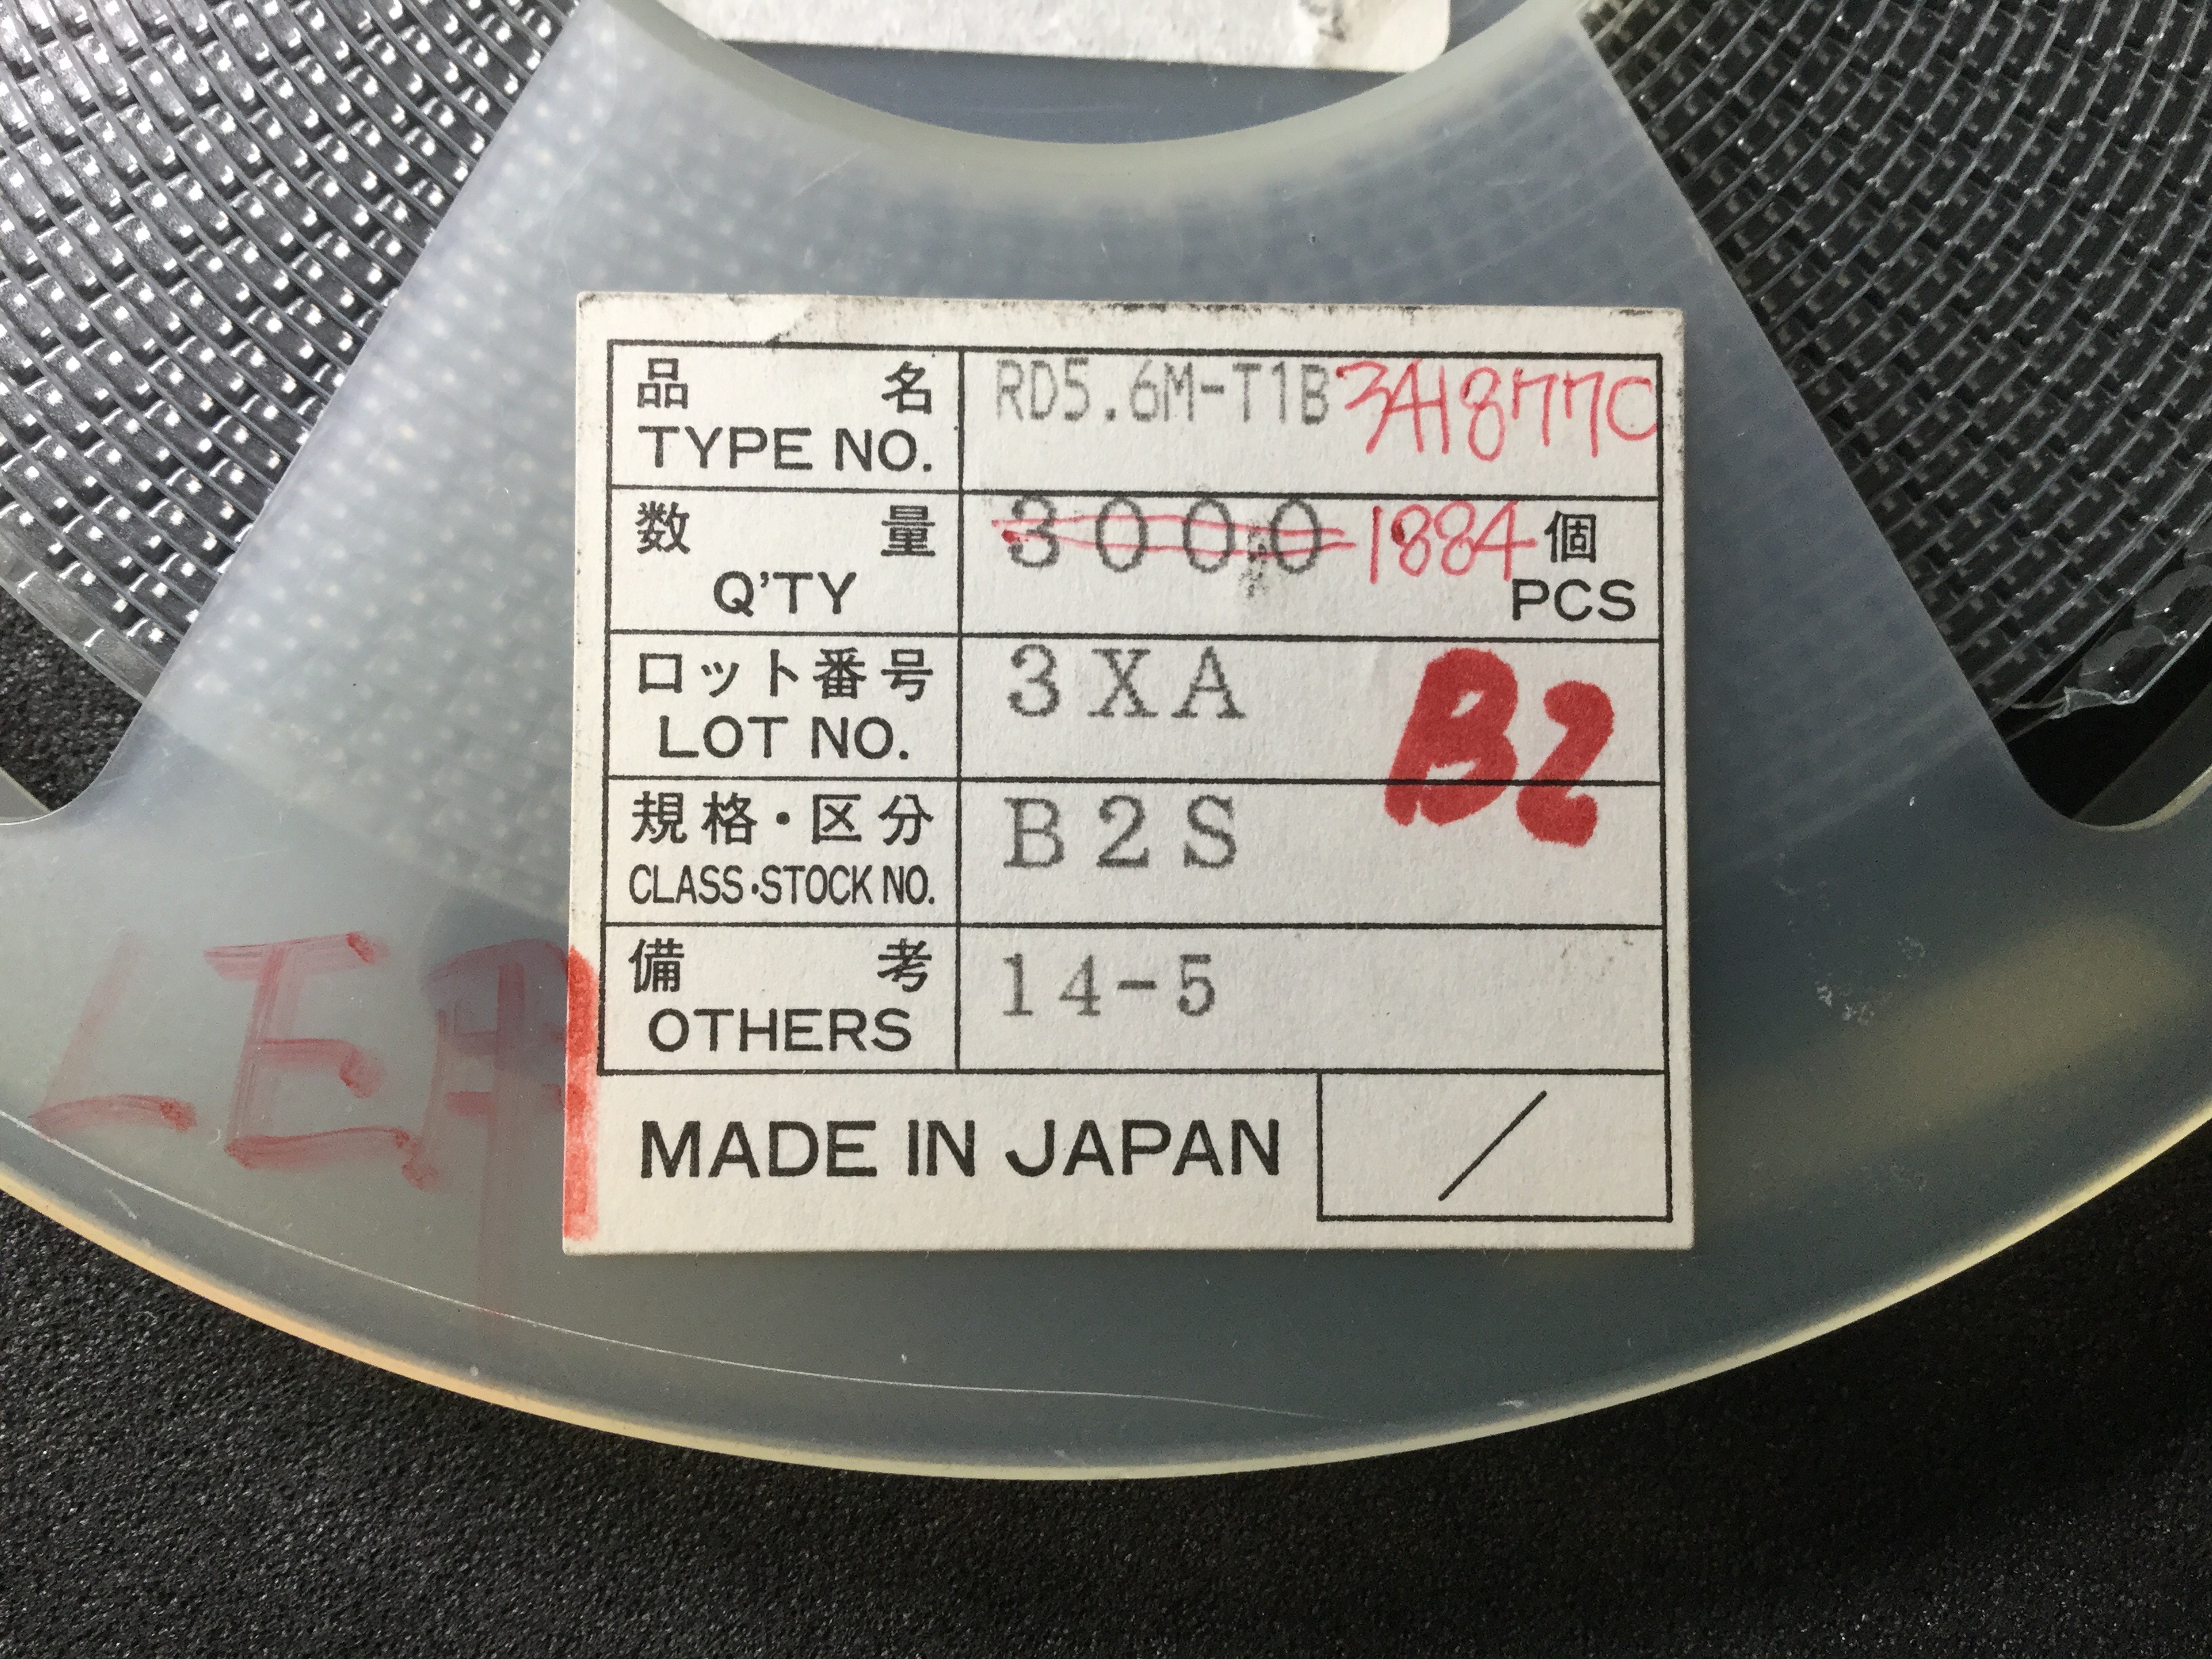 品名 RD5.6M-T1B 3A18770
TYPE NO.
数量 3000 1884 個
Q'TY PCS
ロット番号 3XA B2
LOT NO.
規格・区分 B2S
CLASS・STOCK NO.
備考 14-5
OTHERS
MADE IN JAPAN /